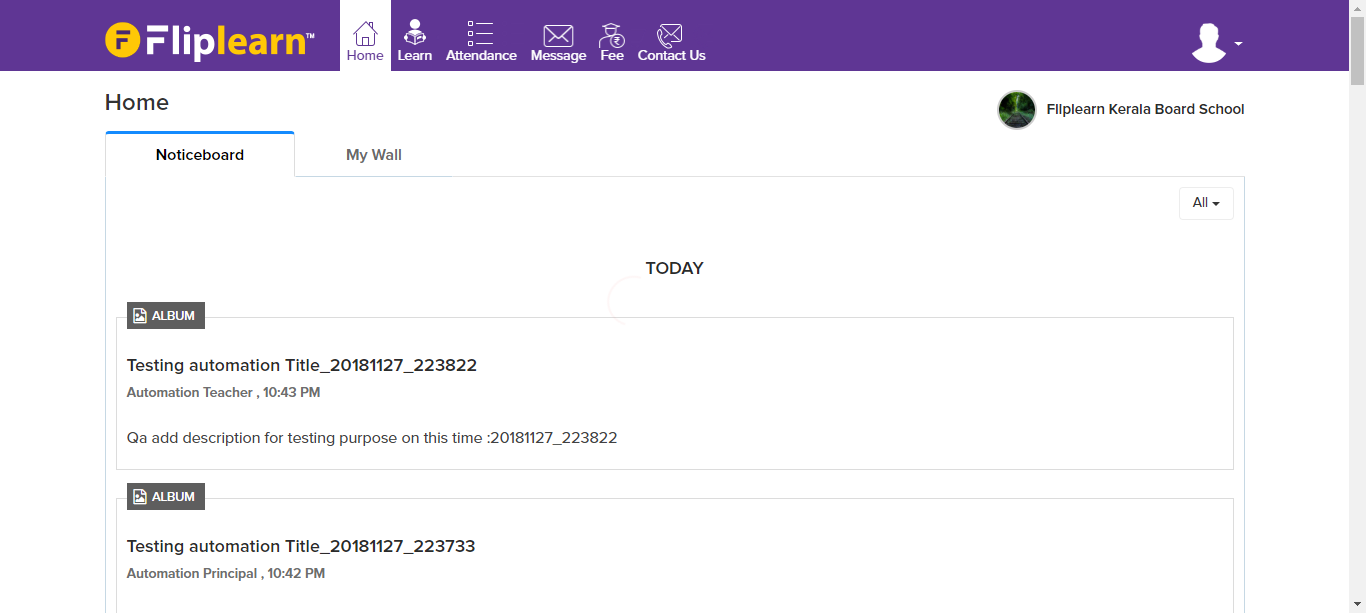 Fliplearn™
Home
Learn
Attendance
Message
Fee
Contact Us
Home
Fliplearn Kerala Board School
Noticeboard
My Wall
All
TODAY
ALBUM
Testing automation Title_20181127_223822
Automation Teacher , 10:43 PM
Qa add description for testing purpose on this time :20181127_223822
ALBUM
Testing automation Title_20181127_223733
Automation Principal , 10:42 PM